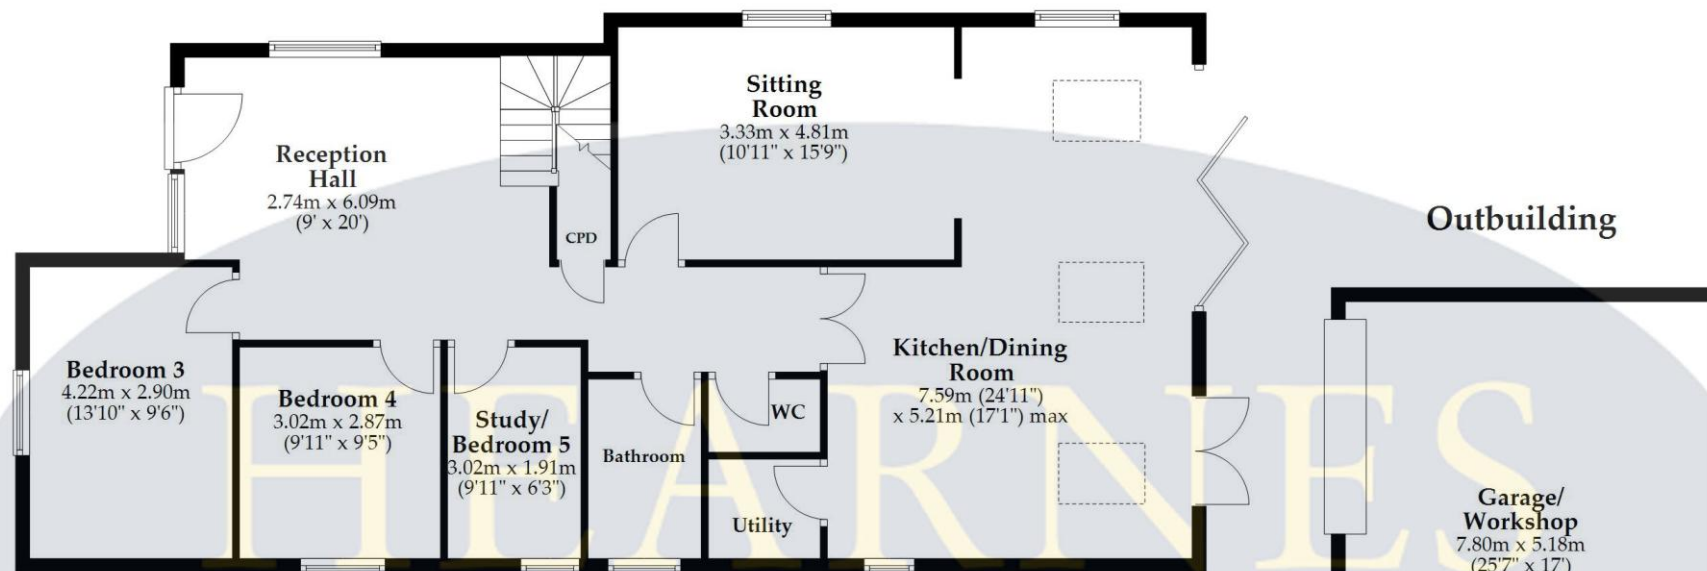 Sitting
Room
3.33m x 4.81m
(10'11" x 15'9")
Reception
Hall
2.74m x 6.09m
(9' x 20')
CPD
Outbuilding
Bedroom 3
4.22m x 2.90m
(13'10" x 9'6")
Bedroom 4
3.02m x 2.87m
(9'11" x 9'5")
Study/
Bedroom 5
3.02m x 1.91m
(9'11" x 6'3")
Bathroom
WC
Utility
Kitchen/Dining
Room
7.59m (24'11")
x 5.21m (17'1") max
Garage/
Workshop
7.80m x 5.18m
(25'7" x 17')
HEARNES